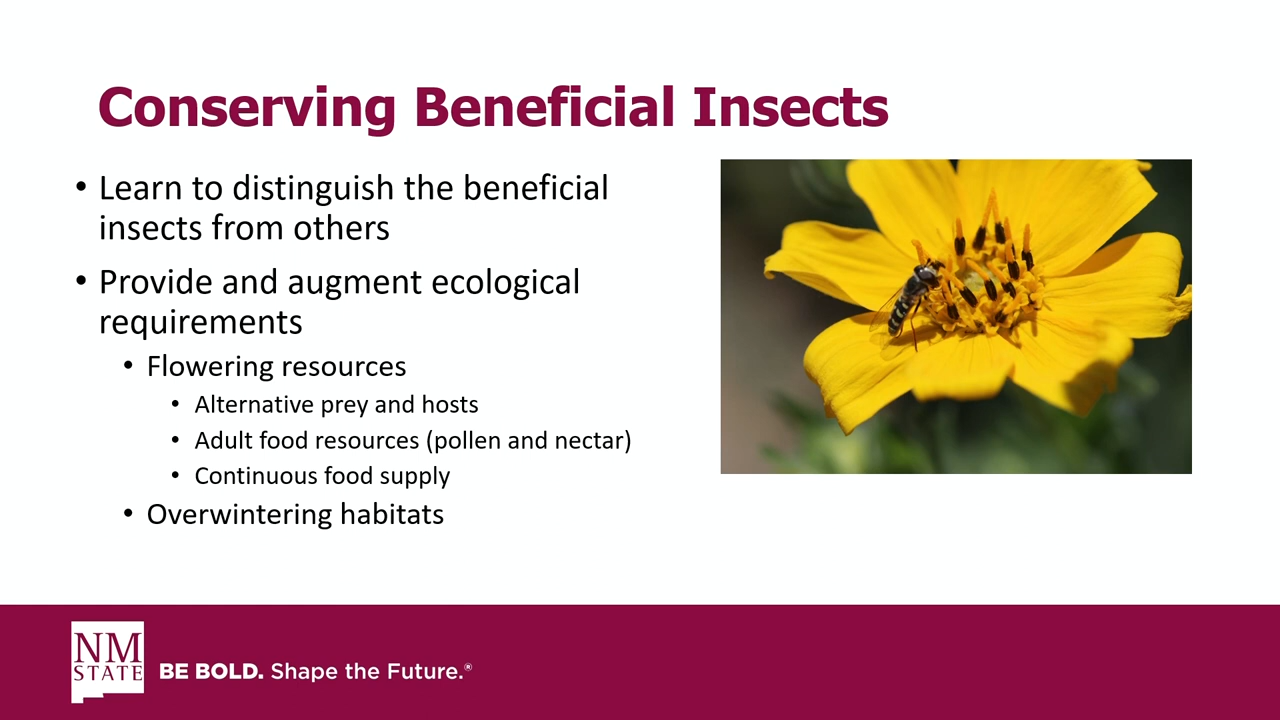 Conserving Beneficial Insects
• Learn to distinguish the beneficial
insects from others
• Provide and augment ecological
requirements
• Flowering resources
• Alternative prey and hosts
• Adult food resources (pollen and nectar)
• Continuous food supply
• Overwintering habitats
NM
STATE
BE BOLD. Shape the Future.®